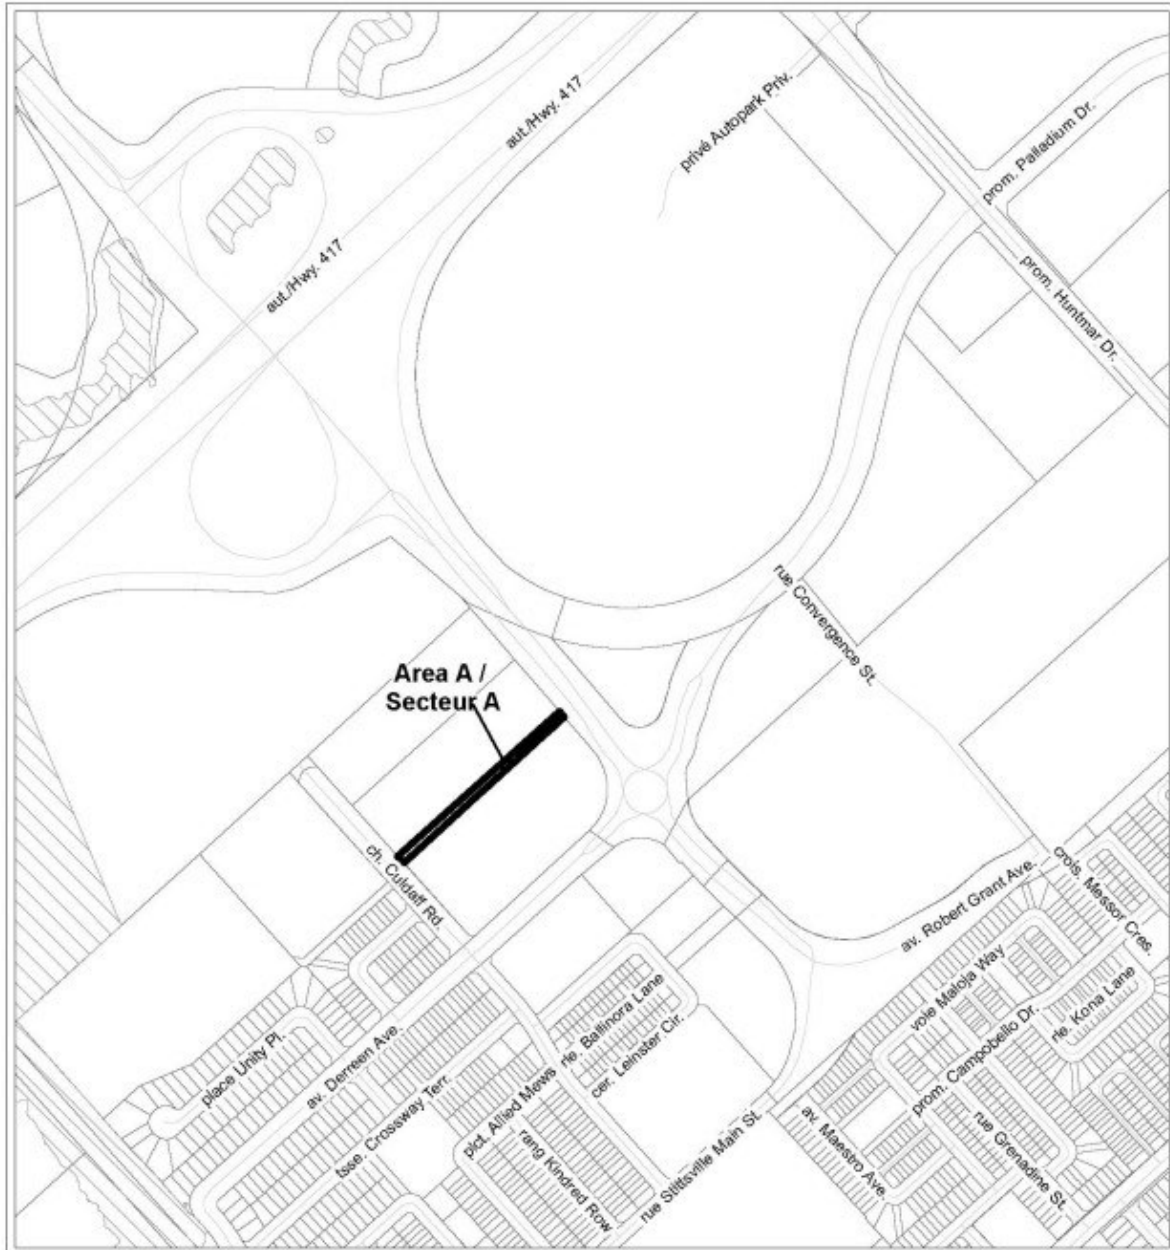 aut./Hwy. 417
privé Autopark Priv.
prom. Palladium Dr.
aut./Hwy. 417
prom. Huntmar Dr.
rue Convergence St.
Area A /
Secteur A
ch. Culdaff Rd.
av. Robert Grant Ave.
crois. Messor Cres.
voie Maloja Way
rle. Kona Lane
prom. Campobello Dr.
rle. Ballinora Lane
cer. Leinster Cir.
place Unity Pl.
av. Derreen Ave.
tsse. Crossway Terr.
plct. Allied Mews
rang Kindred Row
rue Stittsville Main St.
av. Maestro Ave.
rue Grenadine St.